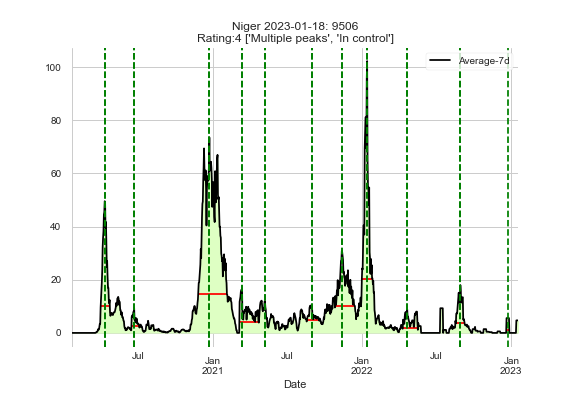 Niger 2023-01-18: 9506
Rating:4 ['Multiple peaks', 'In control']
Average-7d
100
80
60
40
20
0
Jul
Jan
2021
Jul
Jan
2022
Jul
Jan
2023
Date